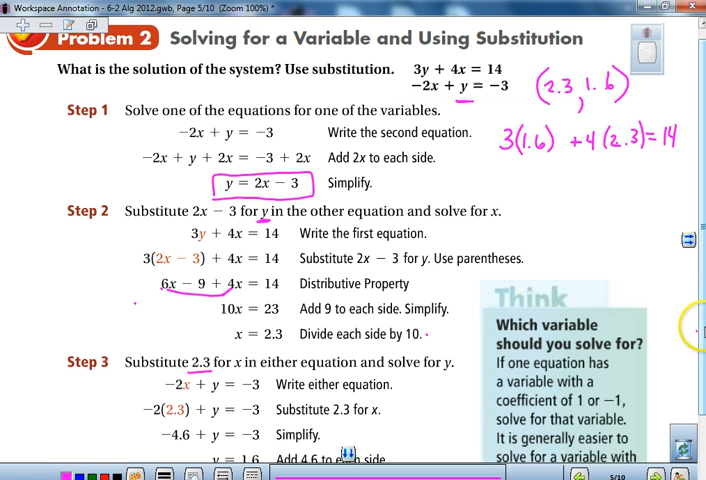 Workspace Annotation - 6-2 Alg 2012.gwb, Page 5/10 (Zoom 100%) *
Problem 2 Solving for a Variable and Using Substitution
What is the solution of the system? Use substitution. 3y + 4x = 14
−2x + y = −3
(2.3, 1.6)
3(1.6) + 4(2.3) = 14
Step 1 Solve one of the equations for one of the variables.
−2x + y = −3 Write the second equation.
−2x + y + 2x = −3 + 2x Add 2x to each side.
y = 2x − 3 Simplify.
Step 2 Substitute 2x − 3 for y in the other equation and solve for x.
3y + 4x = 14 Write the first equation.
3(2x − 3) + 4x = 14 Substitute 2x − 3 for y. Use parentheses.
6x − 9 + 4x = 14 Distributive Property
10x = 23 Add 9 to each side. Simplify.
x = 2.3 Divide each side by 10.
Step 3 Substitute 2.3 for x in either equation and solve for y.
−2x + y = −3 Write either equation.
−2(2.3) + y = −3 Substitute 2.3 for x.
−4.6 + y = −3 Simplify.
y = 1.6 Add 4.6 to each side.
Think
Which variable
should you solve for?
If one equation has
a variable with a
coefficient of 1 or −1,
solve for that variable.
It is generally easier to
solve for a variable with
5/10